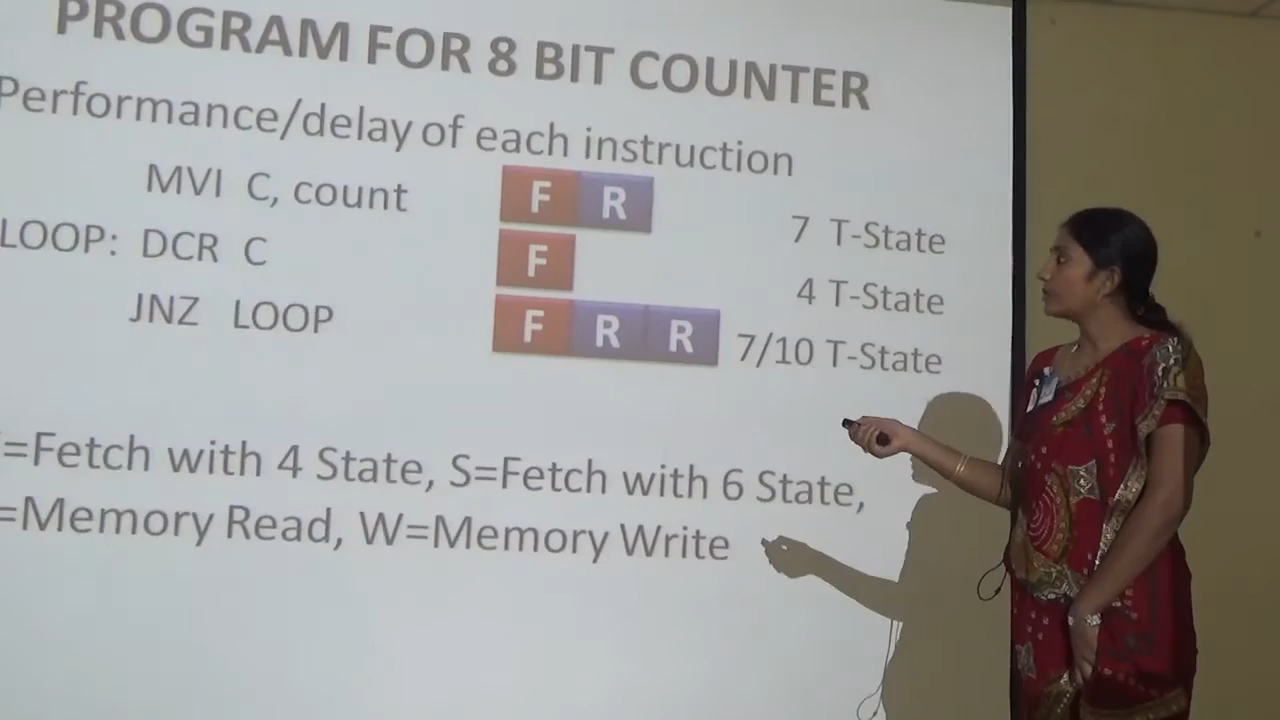 PROGRAM FOR 8 BIT COUNTER
Performance/delay of each instruction
MVI C, count F R 7 T-State
LOOP: DCR C F 4 T-State
JNZ LOOP F R R 7/10 T-State
=Fetch with 4 State, S=Fetch with 6 State,
=Memory Read, W=Memory Write